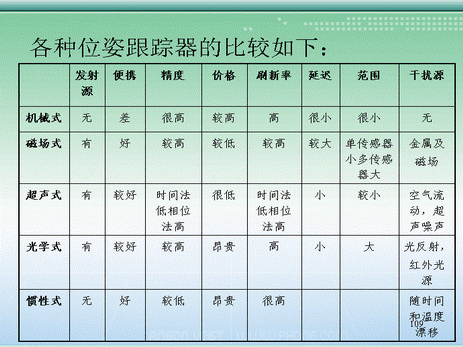 各种位姿跟踪器的比较如下：
发射源 便携 精度 价格 刷新率 延迟 范围 干扰源
机械式 无 差 很高 较高 高 很小 很小 无
磁场式 有 好 较高 较低 较高 较大 单传感器小多传感器大 金属及磁场
超声式 有 较好 时间法低相位法高 很低 时间法低相位法高 小 较小 空气流动，超声噪声
光学式 有 较好 较高 昂贵 高 小 大 光反射，红外光源
惯性式 无 好 较低 昂贵 很高 随时间和温度漂移
109